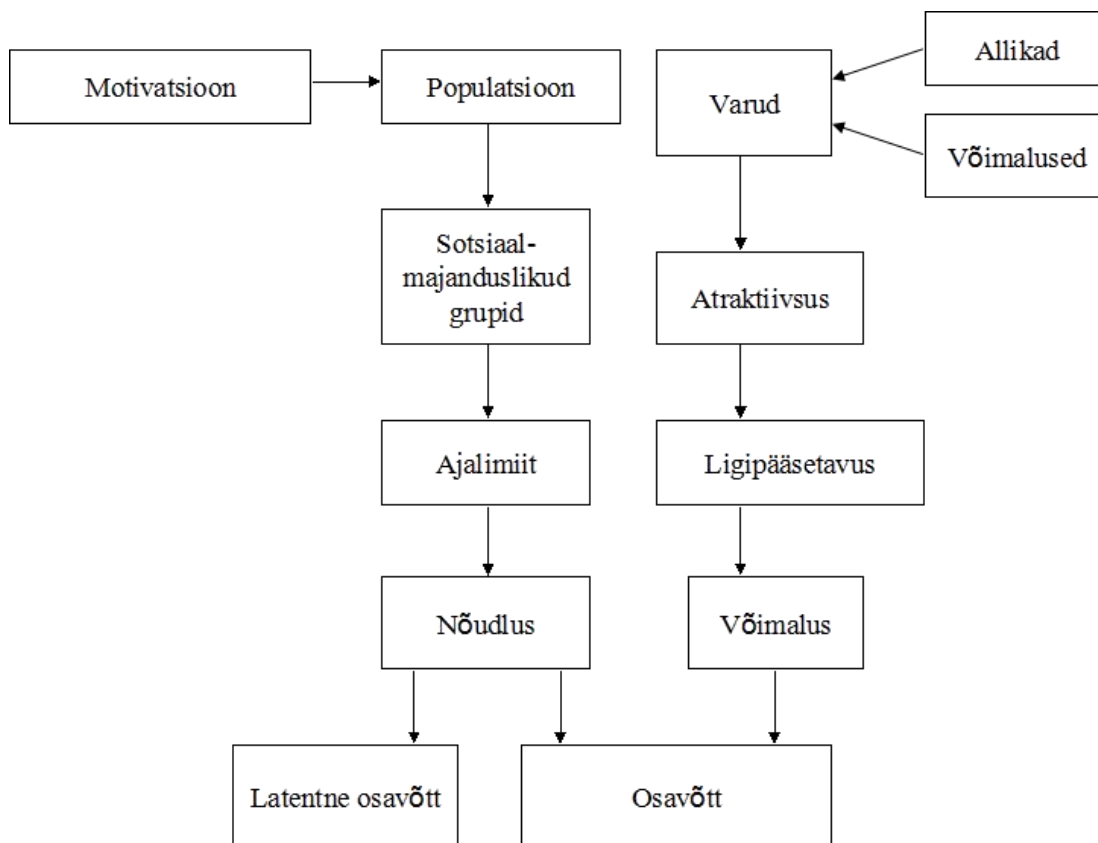 Motivatsioon
Populatsioon
Varud
Allikad
Võimalused
Sotsiaal-
majanduslikud
grupid
Atraktiivsus
Ajalimiit
Ligipääsetavus
Nõudlus
Võimalus
Latentne osavõtt
Osavõtt